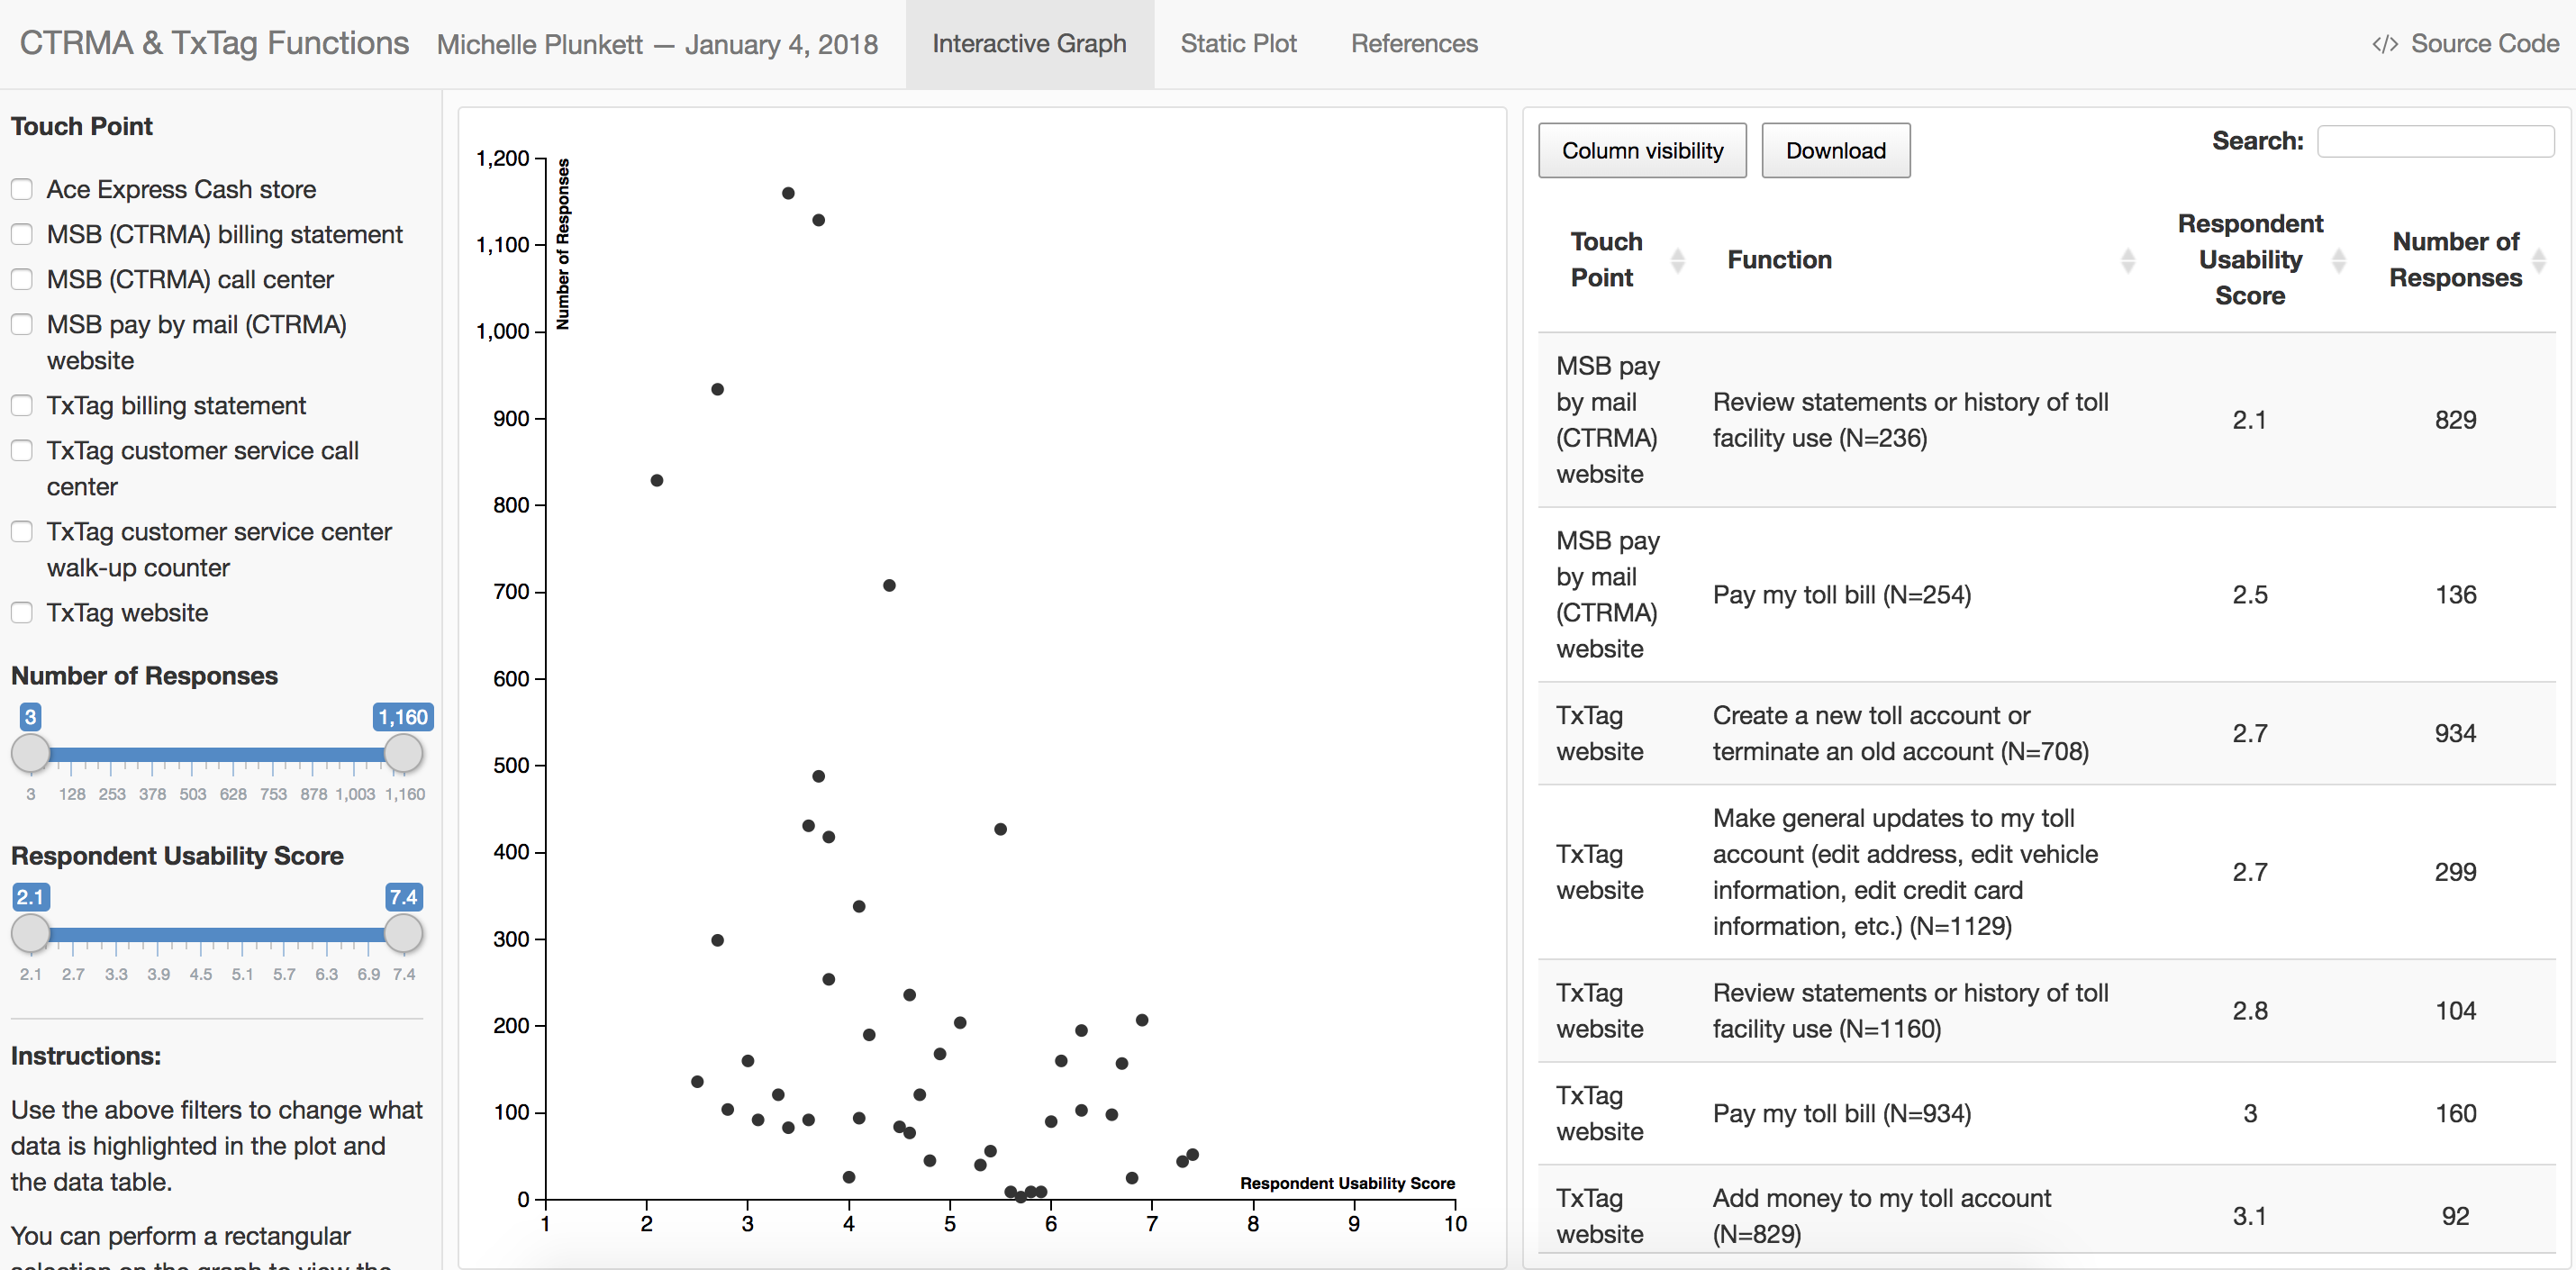 CTRMA & TxTag Functions Michelle Plunkett — January 4, 2018 Interactive Graph Static Plot References </> Source Code
Touch Point
Ace Express Cash store
MSB (CTRMA) billing statement
MSB (CTRMA) call center
MSB pay by mail (CTRMA)
website
TxTag billing statement
TxTag customer service call
center
TxTag customer service center
walk-up counter
TxTag website
Number of Responses
3 1,160
3 128 253 378 503 628 753 878 1,003 1,160
Respondent Usability Score
2.1 7.4
2.1 2.7 3.3 3.9 4.5 5.1 5.7 6.3 6.9 7.4
Instructions:
Use the above filters to change what
data is highlighted in the plot and
the data table.
You can perform a rectangular
selection on the graph to view the
1,200
1,100
1,000
900
800
700
600
500
400
300
200
100
0
Number of Responses
Respondent Usability Score
1 2 3 4 5 6 7 8 9 10
Column visibility Download Search:
Touch
Point
Function
Respondent
Usability
Score
Number of
Responses
MSB pay
by mail
(CTRMA)
website
Review statements or history of toll
facility use (N=236)
2.1
829
MSB pay
by mail
(CTRMA)
website
Pay my toll bill (N=254)
2.5
136
TxTag
website
Create a new toll account or
terminate an old account (N=708)
2.7
934
TxTag
website
Make general updates to my toll
account (edit address, edit vehicle
information, edit credit card
information, etc.) (N=1129)
2.7
299
TxTag
website
Review statements or history of toll
facility use (N=1160)
2.8
104
TxTag
website
Pay my toll bill (N=934)
3
160
TxTag
website
Add money to my toll account
(N=829)
3.1
92